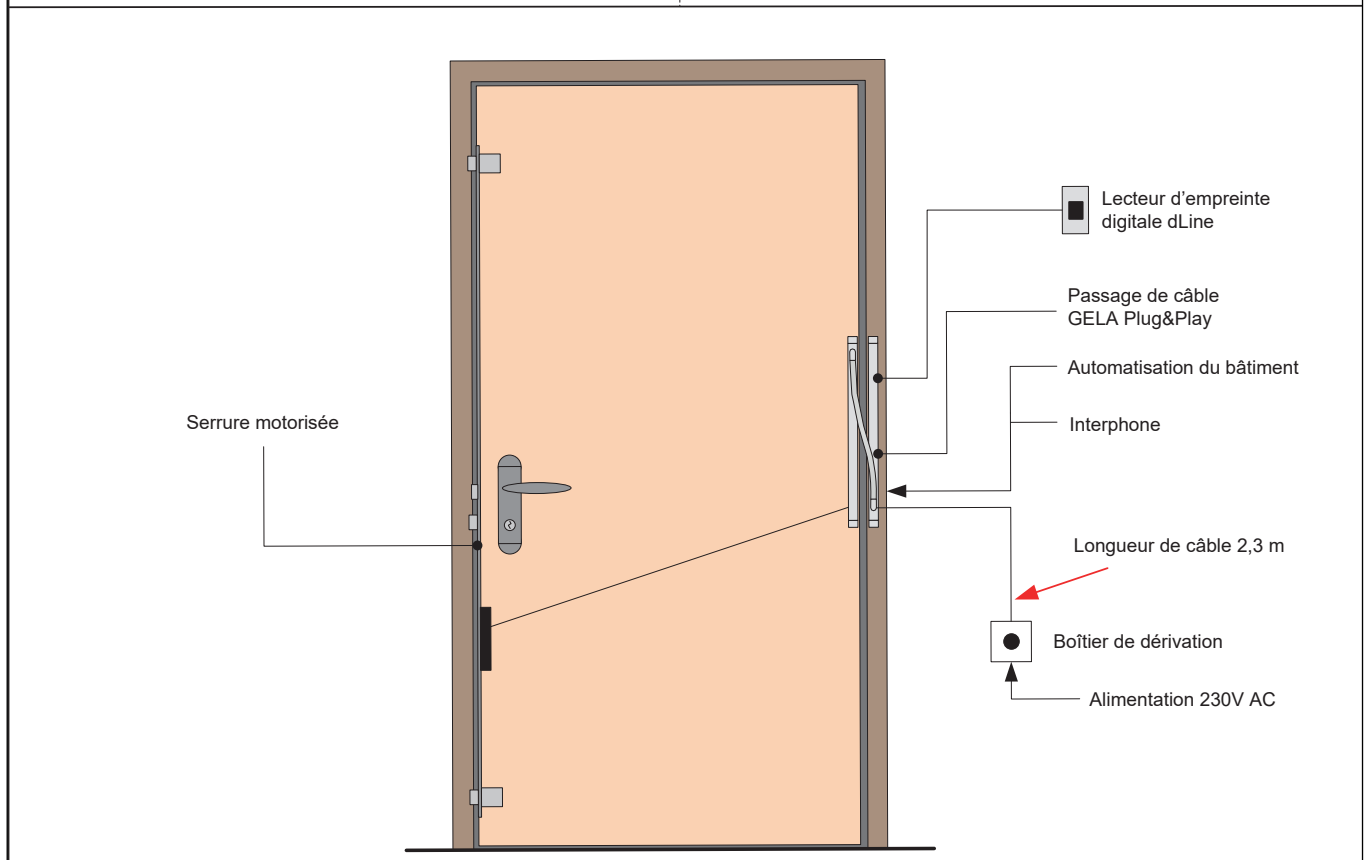 Lecteur d’empreinte
digitale dLine
Passage de câble
GELA Plug&Play
Automatisation du bâtiment
Serrure motorisée
Interphone
Longueur de câble 2,3 m
Boîtier de dérivation
Alimentation 230V AC